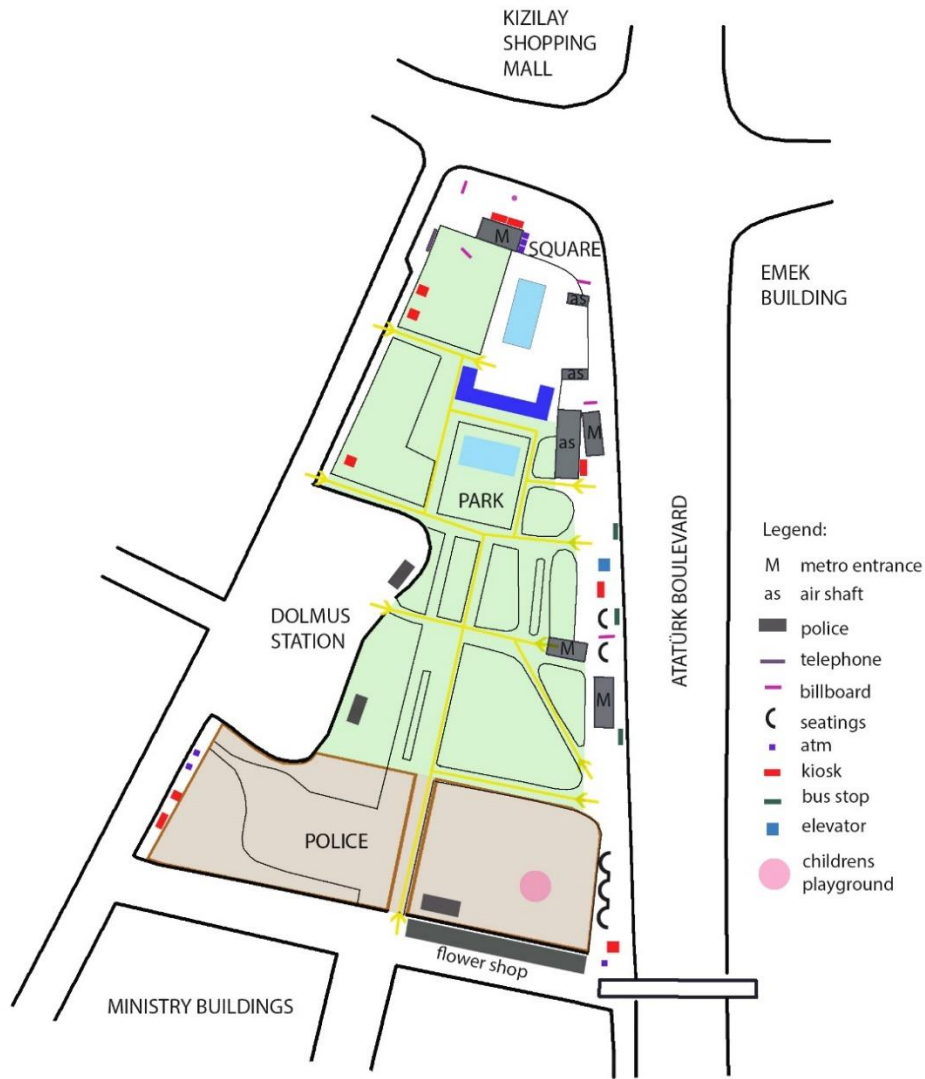 KIZILAY
SHOPPING
MALL
M
SQUARE
EMEK
BUILDING
as
as
as
M
PARK
ATATÜRK BOULEVARD
DOLMUS
STATION
M
M
POLICE
flower shop
MINISTRY BUILDINGS
Legend:
M metro entrance
as air shaft
police
telephone
billboard
seatings
atm
kiosk
bus stop
elevator
childrens
playground